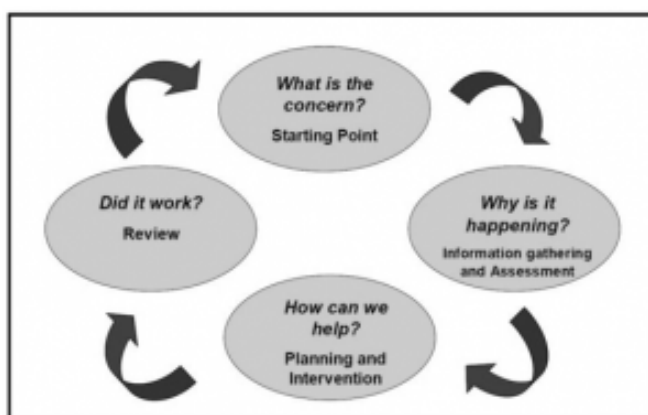 What is the
concern?
Starting Point
Why is it
happening?
Information gathering
and Assessment
How can we
help?
Planning and
Intervention
Did it work?
Review